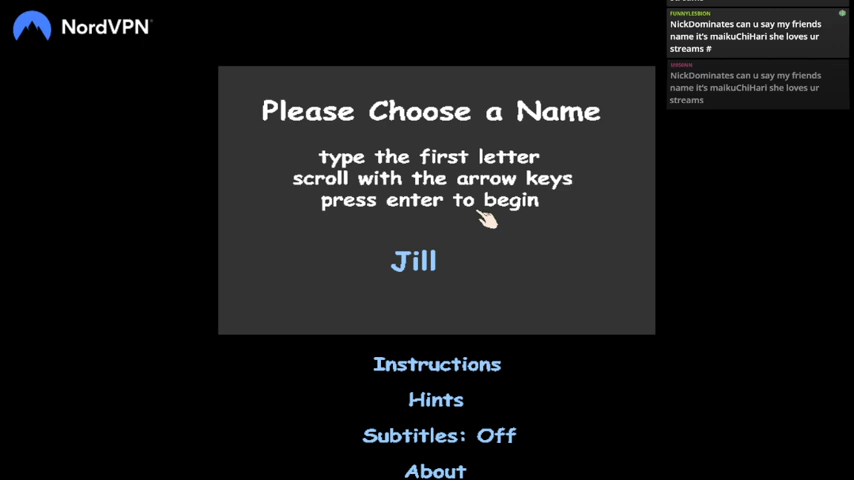 NordVPN
streams
FUNNYLESBION
NickDominates can u say my friends
name it's maikuChiHari she loves ur
streams #
NickDominates can u say my friends
name it's maikuChiHari she loves ur
streams
Please Choose a Name
type the first letter
scroll with the arrow keys
press enter to begin
Jill
Instructions
Hints
Subtitles: Off
About